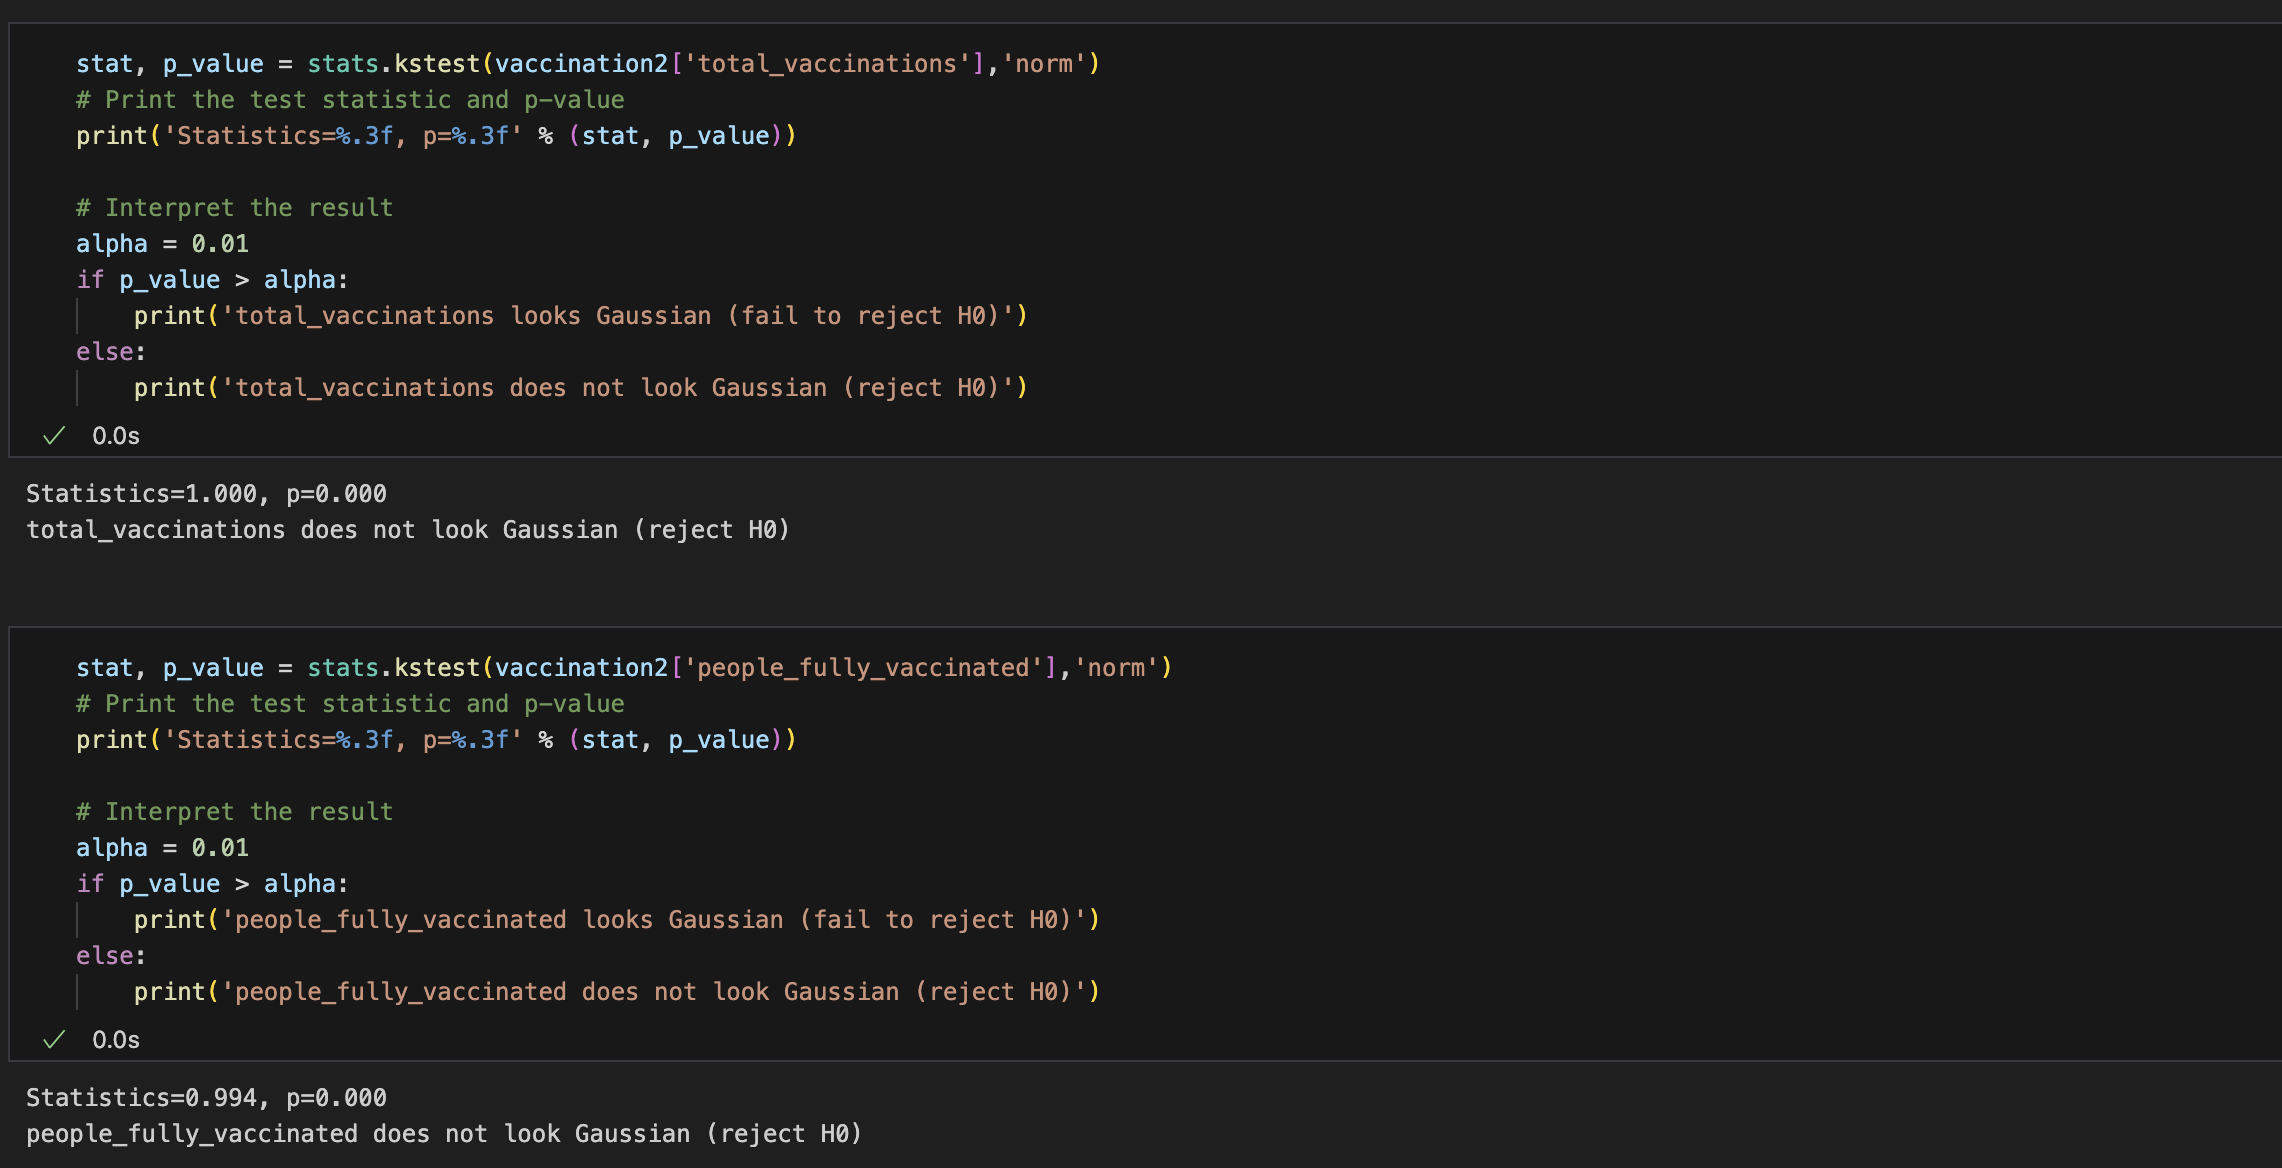 stat, p_value = stats.kstest(vaccination2['total_vaccinations'],'norm')
# Print the test statistic and p-value
print('Statistics=%.3f, p=%.3f' % (stat, p_value))
# Interpret the result
alpha = 0.01
if p_value > alpha:
    print('total_vaccinations looks Gaussian (fail to reject H0)')
else:
    print('total_vaccinations does not look Gaussian (reject H0)')
✓ 0.0s
Statistics=1.000, p=0.000
total_vaccinations does not look Gaussian (reject H0)
stat, p_value = stats.kstest(vaccination2['people_fully_vaccinated'],'norm')
# Print the test statistic and p-value
print('Statistics=%.3f, p=%.3f' % (stat, p_value))
# Interpret the result
alpha = 0.01
if p_value > alpha:
    print('people_fully_vaccinated looks Gaussian (fail to reject H0)')
else:
    print('people_fully_vaccinated does not look Gaussian (reject H0)')
✓ 0.0s
Statistics=0.994, p=0.000
people_fully_vaccinated does not look Gaussian (reject H0)